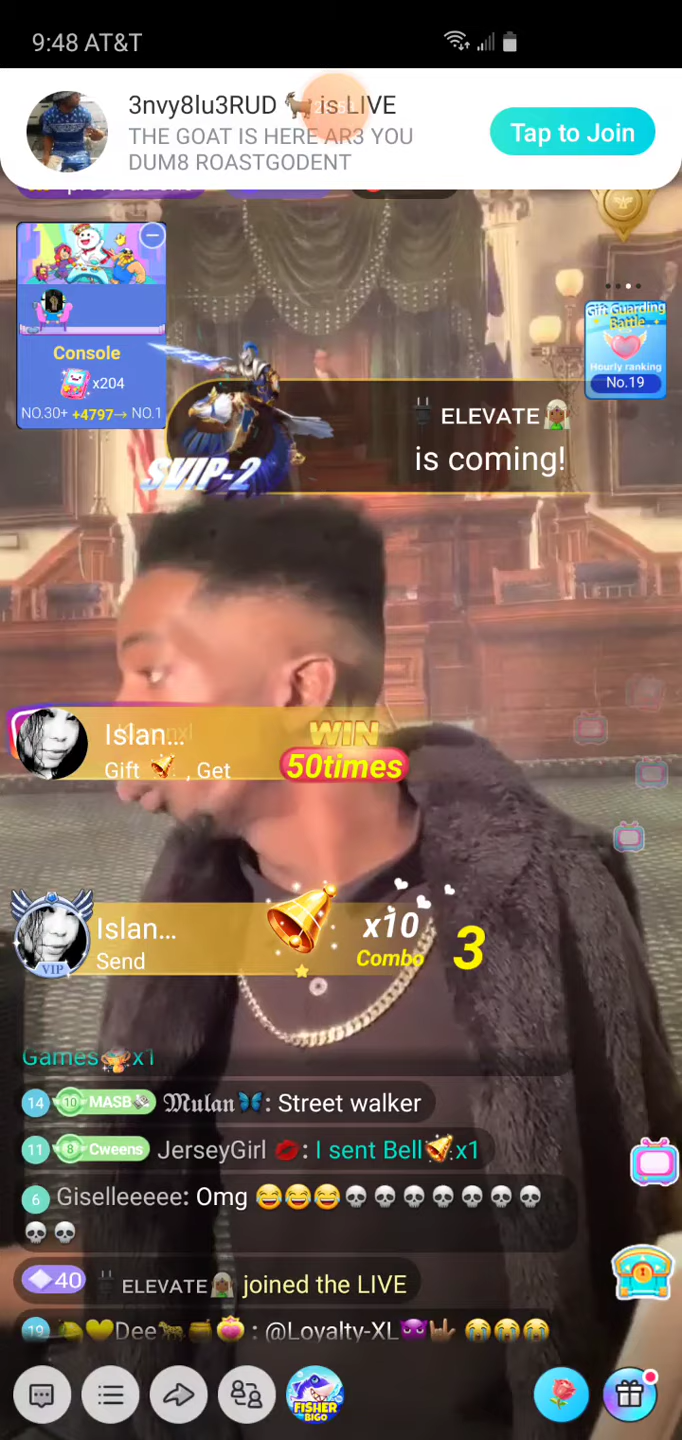 9:48 AT&T
3nvy8lu3RUD 🐐 is LIVE
THE GOAT IS HERE AR3 YOU
DUM8 ROASTGODENT
Tap to Join
Console
x204
NO.30+ +4797→ NO.1
Gift Guarding
Battle
Hourly ranking
No.19
ELEVATE
is coming!
SVIP-2
Islan...
Gift , Get
WIN
50times
Islan...
Send
VIP
x10
Combo
3
Games x1
14 10 MASB 𝕸𝖚𝖑𝖆𝖓🦋: Street walker
11 8 Cweens JerseyGirl 💋: I sent Bell x1
6 Giselleeeee: Omg 😂😂😂💀💀💀💀💀💀💀
💀💀
40 ELEVATE joined the LIVE
19 🍋💛Dee🐆🍯: @Loyalty-XL😈🤟🏽 😭😭😭
FISHER
BIGO